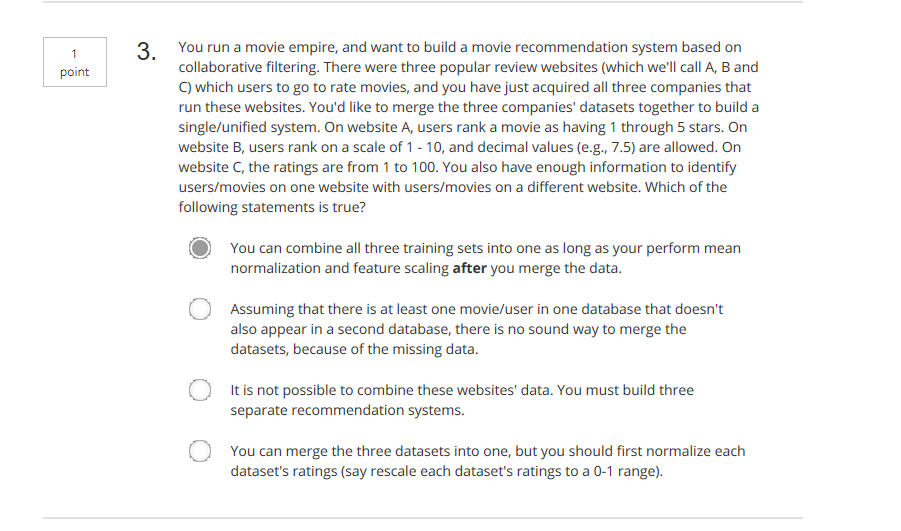 1
point
3.
You run a movie empire, and want to build a movie recommendation system based on
collaborative filtering. There were three popular review websites (which we'll call A, B and
C) which users to go to rate movies, and you have just acquired all three companies that
run these websites. You'd like to merge the three companies' datasets together to build a
single/unified system. On website A, users rank a movie as having 1 through 5 stars. On
website B, users rank on a scale of 1 - 10, and decimal values (e.g., 7.5) are allowed. On
website C, the ratings are from 1 to 100. You also have enough information to identify
users/movies on one website with users/movies on a different website. Which of the
following statements is true?
You can combine all three training sets into one as long as your perform mean
normalization and feature scaling after you merge the data.
Assuming that there is at least one movie/user in one database that doesn't
also appear in a second database, there is no sound way to merge the
datasets, because of the missing data.
It is not possible to combine these websites' data. You must build three
separate recommendation systems.
You can merge the three datasets into one, but you should first normalize each
dataset's ratings (say rescale each dataset's ratings to a 0-1 range).